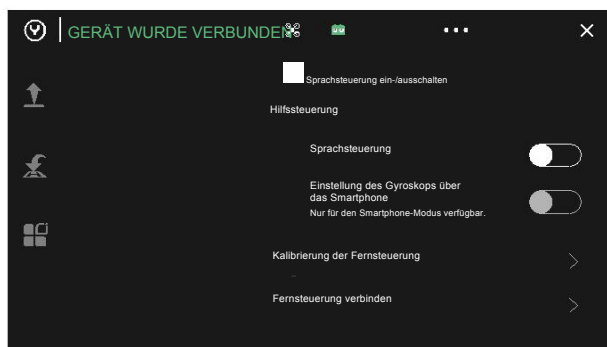 GERÄT WURDE VERBUNDEN
Sprachsteuerung ein-/ausschalten
Hilfssteuerung
Sprachsteuerung
Einstellung des Gyroskops über
das Smartphone
Nur für den Smartphone-Modus verfügbar.
Kalibrierung der Fernsteuerung
Fernsteuerung verbinden